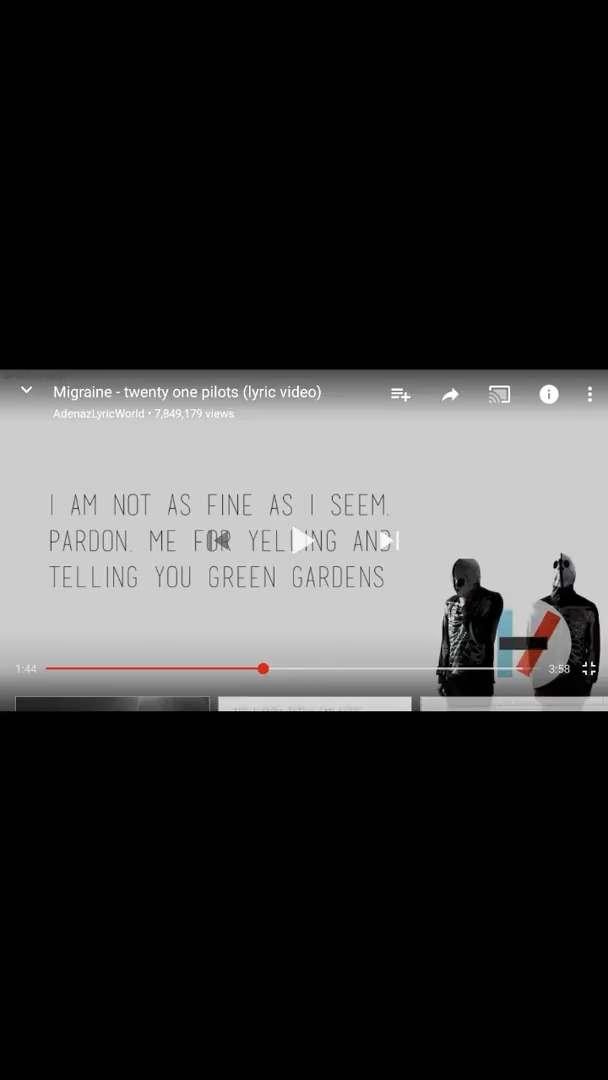 Migraine - twenty one pilots (lyric video)
AdenazLyricWorld • 7,849,179 views
I AM NOT AS FINE AS I SEEM.
PARDON, ME FOR YELLING AND
TELLING YOU GREEN GARDENS
1:44
3:58